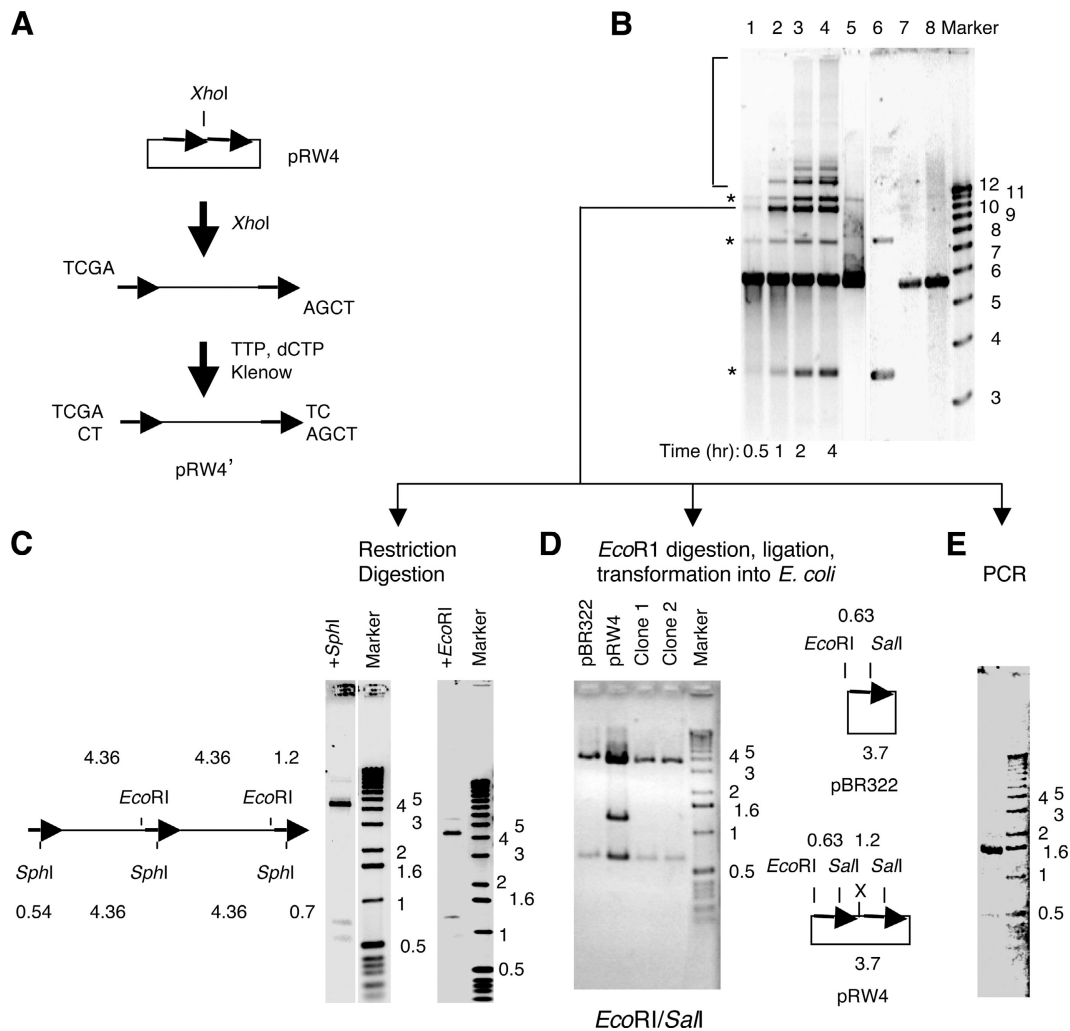 A
XhoI
pRW4
XhoI
TCGA
AGCT
TTP, dCTP
Klenow
TCGA
CT
TC
AGCT
pRW4’
B
1 2 3 4 5 6 7 8 Marker
*
*
*
12
11
10
9
8
7
6
5
4
3
Time (hr): 0.5 1 2 4
C
Restriction
Digestion
+SphI
Marker
+EcoRI
Marker
4.36 4.36 1.2
EcoRI EcoRI
SphI SphI SphI
0.54 4.36 4.36 0.7
4 5
3
2
1.6
1
0.5
4 5
3
2
1.6
1
0.5
D
EcoR1 digestion, ligation,
transformation into E. coli
pBR322
pRW4
Clone 1
Clone 2
Marker
4 5
3
2
1.6
1
0.5
EcoRI/SalI
0.63
EcoRI SalI
3.7
pBR322
0.63 1.2
EcoRI SalI SalI
X
3.7
pRW4
E
PCR
4 5
3
2
1.6
1
0.5